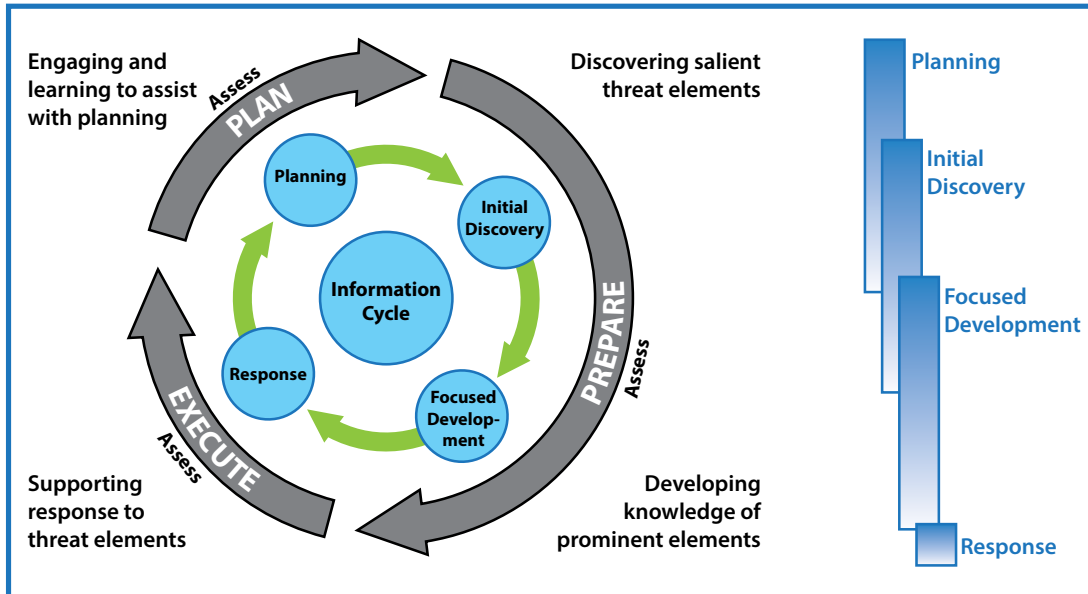 Engaging and
learning to assist
with planning
Assess
PLAN
Discovering salient
threat elements
Planning
Initial
Discovery
Information
Cycle
PREPARE
Assess
Response
Focused
Develop-
ment
EXECUTE
Assess
Supporting
response to
threat elements
Developing
knowledge of
prominent elements
Planning
Initial
Discovery
Focused
Development
Response